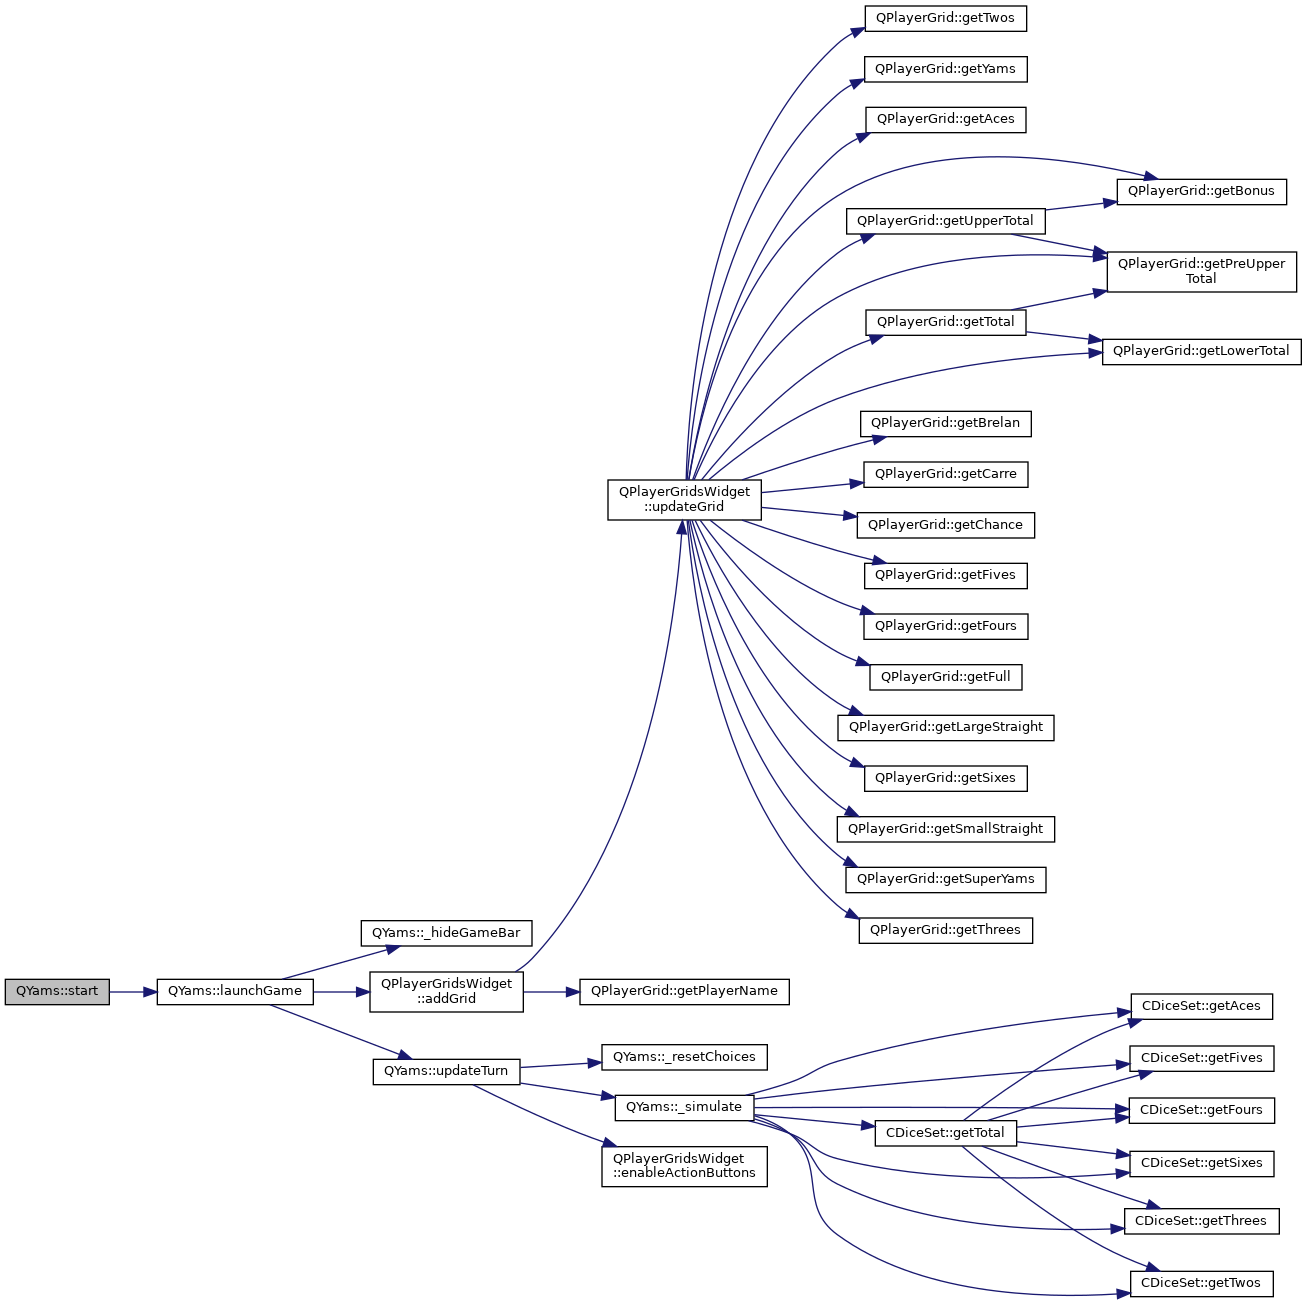 QPlayerGrid::getTwos
QPlayerGrid::getYams
QPlayerGrid::getAces
QPlayerGrid::getBonus
QPlayerGrid::getUpperTotal
QPlayerGrid::getPreUpper
Total
QPlayerGrid::getTotal
QPlayerGrid::getLowerTotal
QPlayerGrid::getBrelan
QPlayerGrid::getCarre
QPlayerGridsWidget
::updateGrid
QPlayerGrid::getChance
QPlayerGrid::getFives
QPlayerGrid::getFours
QPlayerGrid::getFull
QPlayerGrid::getLargeStraight
QPlayerGrid::getSixes
QPlayerGrid::getSmallStraight
QPlayerGrid::getSuperYams
QPlayerGrid::getThrees
QYams::_hideGameBar
QYams::start
QYams::launchGame
QPlayerGridsWidget
::addGrid
QPlayerGrid::getPlayerName
QYams::updateTurn
QYams::_resetChoices
QYams::_simulate
QPlayerGridsWidget
::enableActionButtons
CDiceSet::getTotal
CDiceSet::getAces
CDiceSet::getFives
CDiceSet::getFours
CDiceSet::getSixes
CDiceSet::getThrees
CDiceSet::getTwos